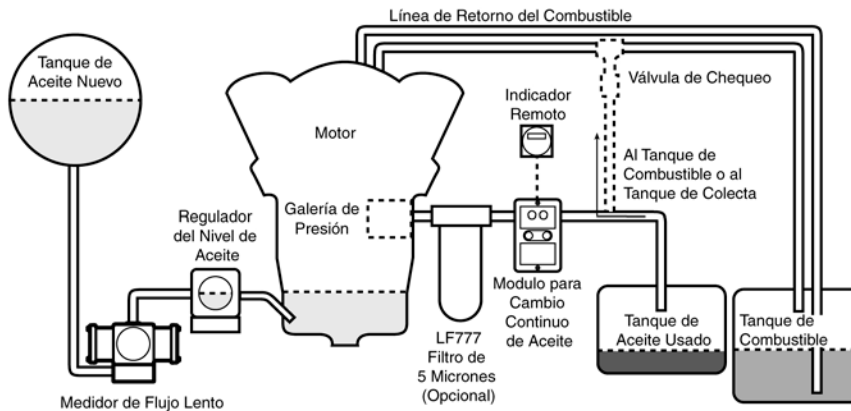 Línea de Retorno del Combustible
Tanque de
Aceite Nuevo
Válvula de Chequeo
Indicador
Remoto
Motor
Al Tanque de
Combustible o al
Tanque de Colecta
Galería de
Presión
Regulador
del Nivel de
Aceite
Modulo para
Cambio
Continuo
de Aceite
Tanque de
Aceite Usado
Tanque de
Combustible
LF777
Filtro de
5 Micrones
(Opcional)
Medidor de Flujo Lento